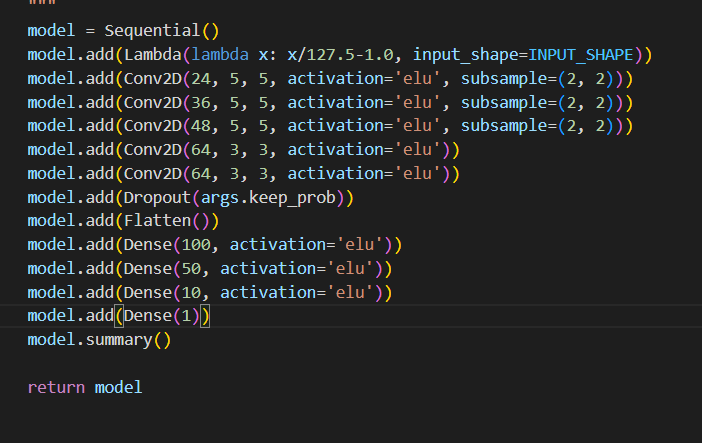 """
model = Sequential()
model.add(Lambda(lambda x: x/127.5-1.0, input_shape=INPUT_SHAPE))
model.add(Conv2D(24, 5, 5, activation='elu', subsample=(2, 2)))
model.add(Conv2D(36, 5, 5, activation='elu', subsample=(2, 2)))
model.add(Conv2D(48, 5, 5, activation='elu', subsample=(2, 2)))
model.add(Conv2D(64, 3, 3, activation='elu'))
model.add(Conv2D(64, 3, 3, activation='elu'))
model.add(Dropout(args.keep_prob))
model.add(Flatten())
model.add(Dense(100, activation='elu'))
model.add(Dense(50, activation='elu'))
model.add(Dense(10, activation='elu'))
model.add(Dense(1))
model.summary()
return model